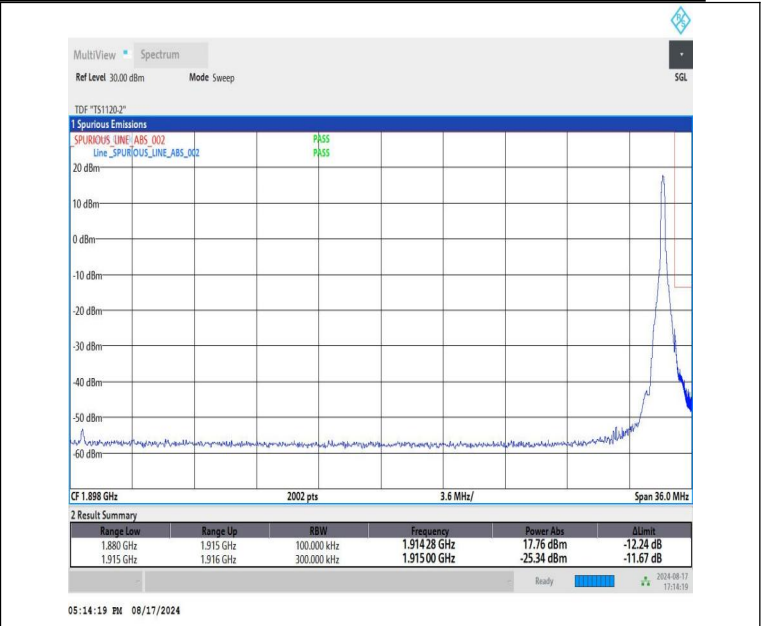 R S
MultiView Spectrum
Ref Level 30.00 dBm Mode Sweep SGL
TDF "TS1120-2"
1 Spurious Emissions
_SPURIOUS_LINE_ABS_002 PASS
Line _SPURIOUS_LINE_ABS_002 PASS
20 dBm
10 dBm
0 dBm
-10 dBm
-20 dBm
-30 dBm
-40 dBm
-50 dBm
-60 dBm
CF 1.898 GHz 2002 pts 3.6 MHz/ Span 36.0 MHz
2 Result Summary
Range Low Range Up RBW Frequency Power Abs ΔLimit
1.880 GHz 1.915 GHz 100.000 kHz 1.914 28 GHz 17.76 dBm -12.24 dB
1.915 GHz 1.916 GHz 300.000 kHz 1.915 00 GHz -25.34 dBm -11.67 dB
Ready 2024-08-17
17:14:19
05:14:19 PM 08/17/2024